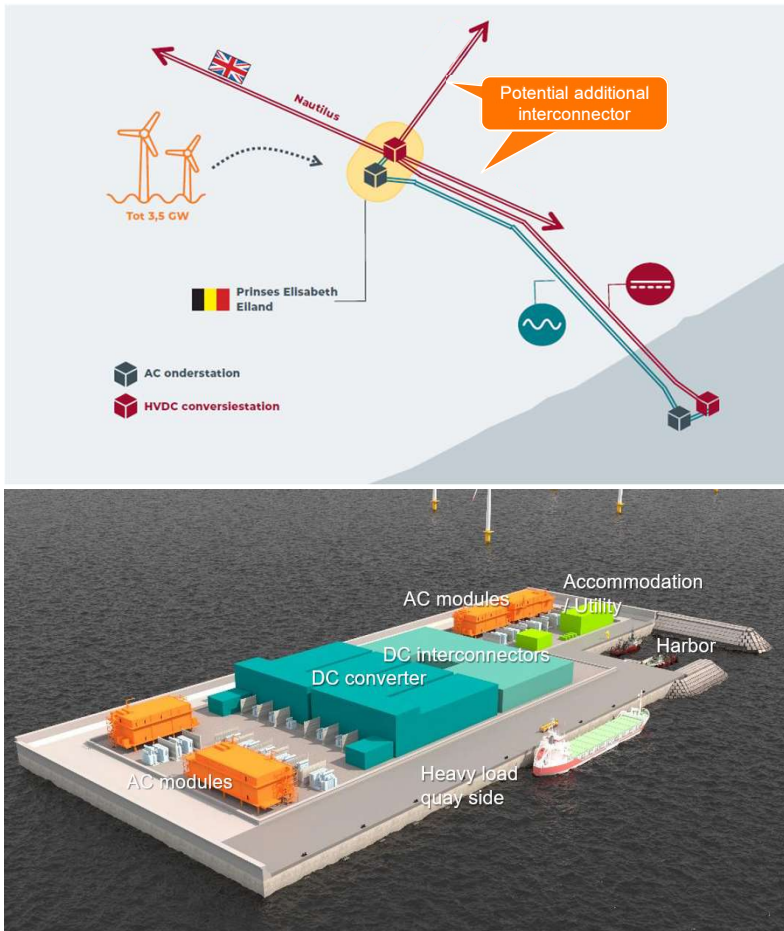 Nautilus
Potential additional
interconnector
Tot 3,5 GW
Prinses Elisabeth
Eiland
AC onderstation
HVDC conversiestation
Accommodation
/ Utility
AC modules
Harbor
DC interconnectors
DC converter
AC modules
Heavy load
quay side